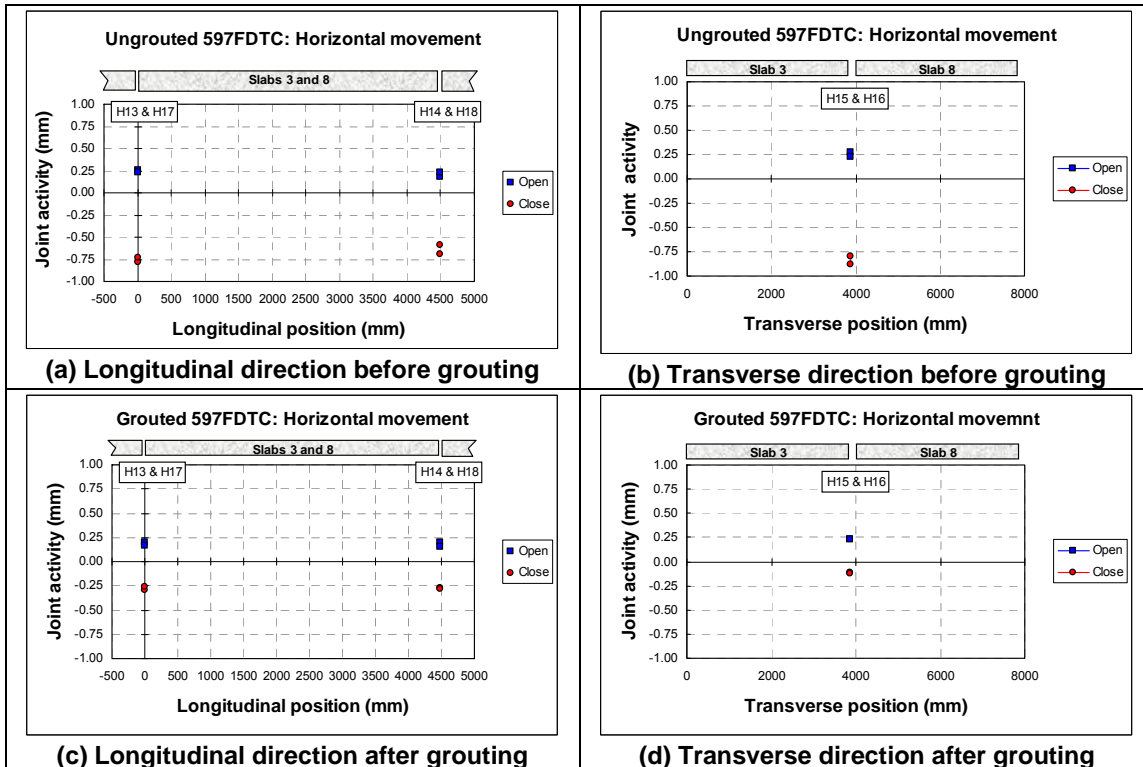 Ungrouted 597FDTC: Horizontal movement
Slabs 3 and 8
H13 & H17
H14 & H18
1.00
0.75
0.50
0.25
0.00
-0.25
-0.50
-0.75
-1.00
Joint activity (mm)
-500 0 500 1000 1500 2000 2500 3000 3500 4000 4500 5000
Longitudinal position (mm)
Open
Close
(a) Longitudinal direction before grouting
Ungrouted 597FDTC: Horizontal movement
Slab 3
Slab 8
H15 & H16
1.00
0.75
0.50
0.25
0.00
-0.25
-0.50
-0.75
-1.00
Joint activity
0 2000 4000 6000 8000
Transverse position (mm)
Open
Close
(b) Transverse direction before grouting
Grouted 597FDTC: Horizontal movement
Slabs 3 and 8
H13 & H17
H14 & H18
1.00
0.75
0.50
0.25
0.00
-0.25
-0.50
-0.75
-1.00
Joint activity (mm)
-500 0 500 1000 1500 2000 2500 3000 3500 4000 4500 5000
Longitudinal position (mm)
Open
Close
(c) Longitudinal direction after grouting
Grouted 597FDTC: Horizontal movemnt
Slab 3
Slab 8
H15 & H16
1.00
0.75
0.50
0.25
0.00
-0.25
-0.50
-0.75
-1.00
Joint activity (mm)
0 2000 4000 6000 8000
Transverse position (mm)
Open
Close
(d) Transverse direction after grouting